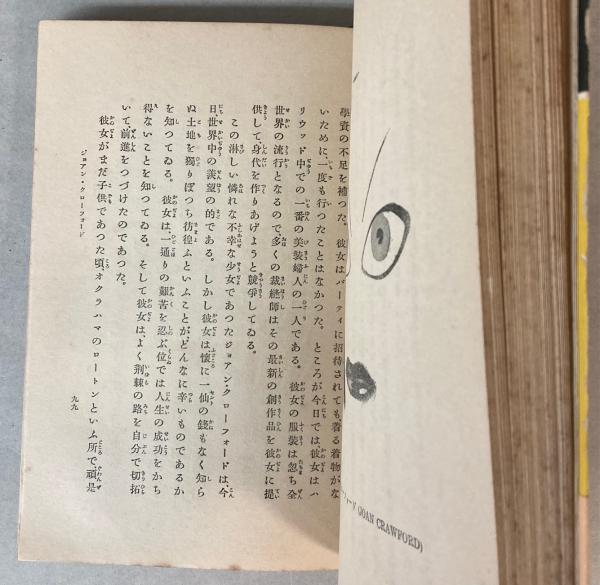 學資の不足を補つた。彼女はパーティに招待されても着る着物がな
いために、一度も行つたことはなかつた。ところが今日では彼女はハ
リウッド中での一番の美装婦人の一人である。彼女の服装は忽ち全
世界の流行となるので、多くの裁縫師はその最新の創作品を彼女に提
供して、身代を作りあげようと競爭してゐる。
この淋しい憐れな不幸な少女であつたジョアン・クローフォードは、今
日、世界中の羨望の的である。しかし彼女は懷に一仙の錢もなく知ら
ぬ土地を獨りぼつち彷徨ふといふことが、どんなに辛いものであるか
を知つてゐる。彼女は、一通りの艱苦を忍ぶ位では人生の成功をかち
得ないことを知つてゐる。そして彼女は、よく荊棘の路を自分で切拓
いて前進をつづけたのであつた。
彼女がまだ子供であつた頃、オクラハマのロートンといふ所で、頑是
ジョアン・クローフォード
九九
(JOAN CRAWFORD)